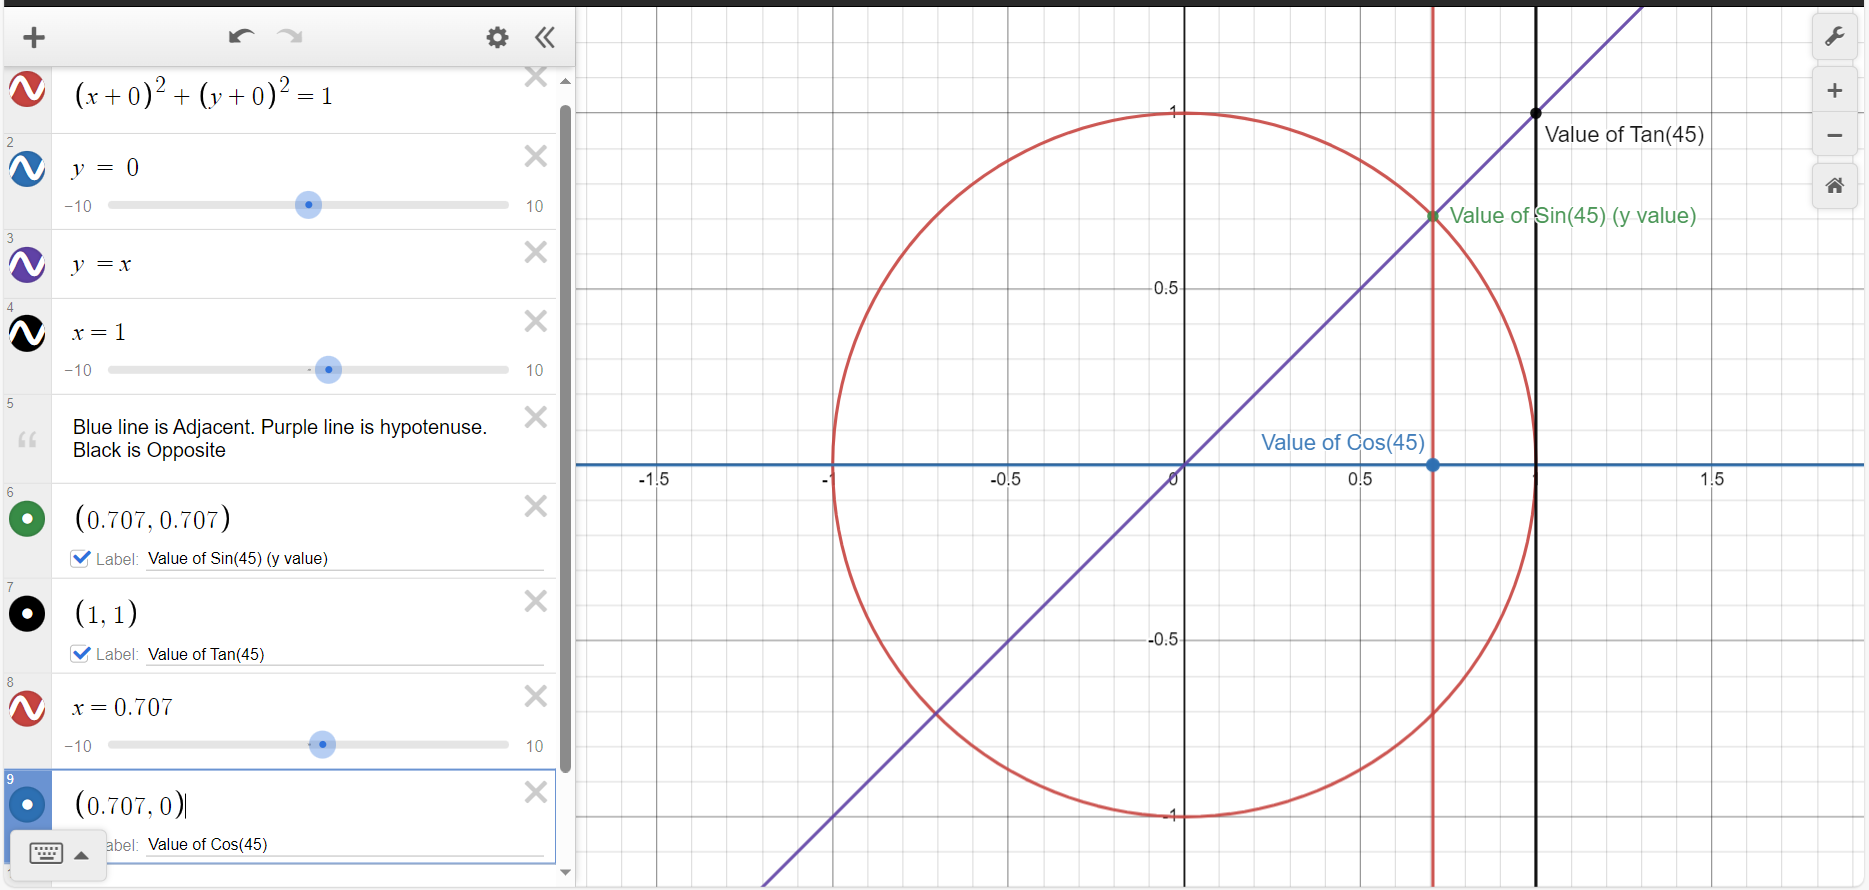 (x+0)²+(y+0)²=1
2
y = 0
−10 10
3
y =x
4
x=1
−10 10
5
Blue line is Adjacent. Purple line is hypotenuse.
Black is Opposite
6
(0.707, 0.707)
Label: Value of Sin(45) (y value)
7
(1, 1)
Label: Value of Tan(45)
8
x=0.707
−10 10
9
(0.707, 0)
abel: Value of Cos(45)
1
Value of Tan(45)
Value of Sin(45) (y value)
0.5
Value of Cos(45)
-1.5 -1 -0.5 0 0.5 1 1.5
-0.5
-1